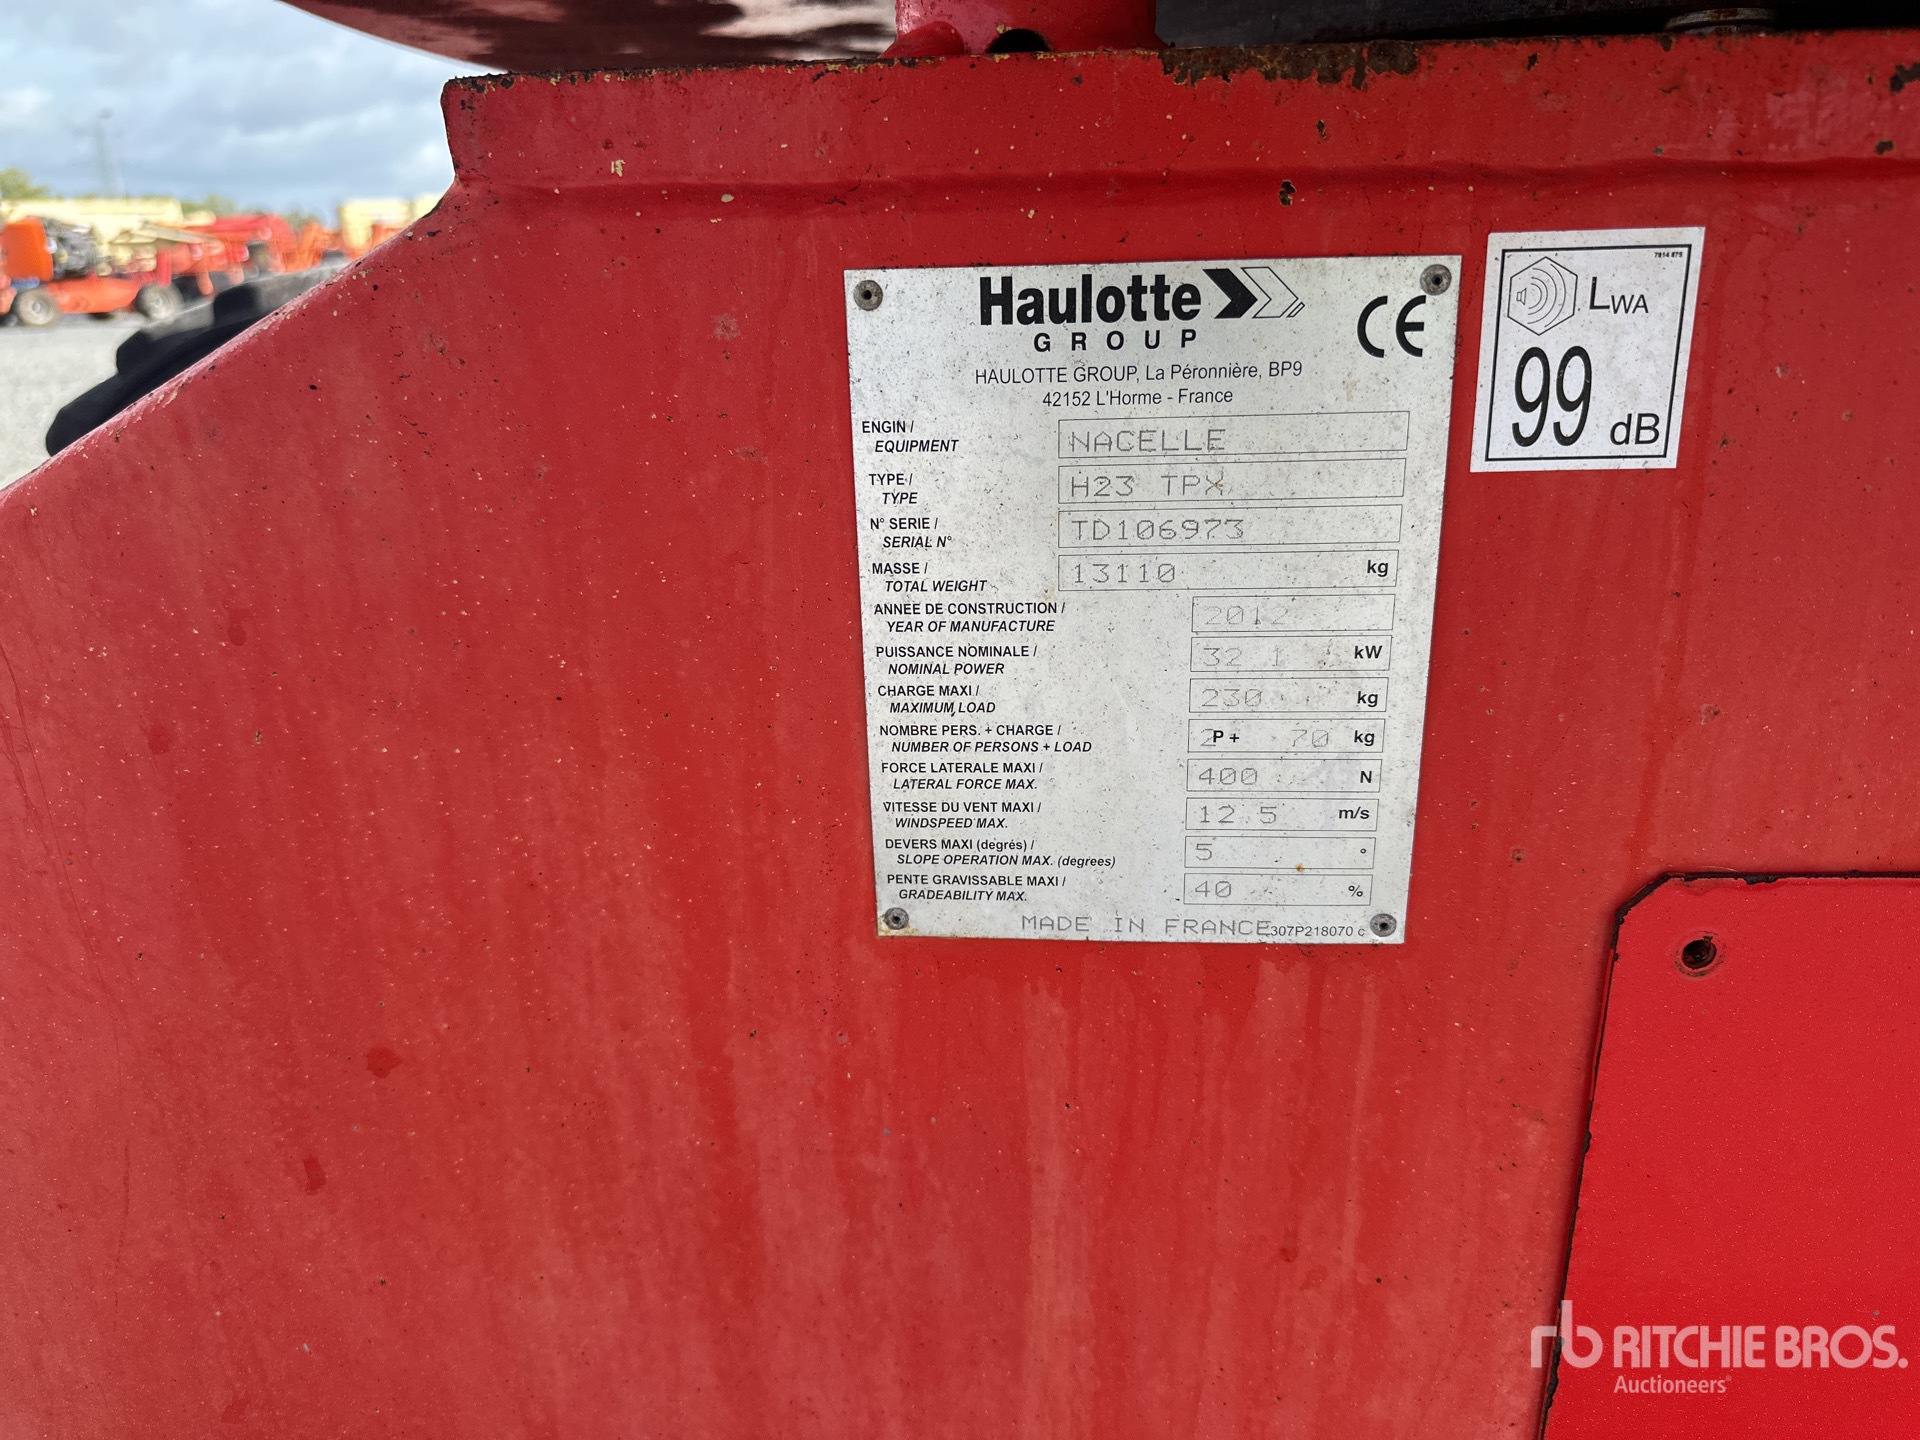 Haulotte
GROUP
CE
HAULOTTE GROUP, La Péronnière, BP9
42152 L'Horme - France
ENGIN /
EQUIPMENT
NACELLE
TYPE /
TYPE
H23 TPX
N° SERIE /
SERIAL N°
TD106973
MASSE /
TOTAL WEIGHT
13110 kg
ANNEE DE CONSTRUCTION /
YEAR OF MANUFACTURE
2012
PUISSANCE NOMINALE /
NOMINAL POWER
32.1 kW
CHARGE MAXI /
MAXIMUM LOAD
230 kg
NOMBRE PERS. + CHARGE /
NUMBER OF PERSONS + LOAD
2P + 70 kg
FORCE LATERALE MAXI /
LATERAL FORCE MAX.
400 N
VITESSE DU VENT MAXI /
WINDSPEED MAX.
12.5 m/s
DEVERS MAXI (degrés) /
SLOPE OPERATION MAX. (degrees)
5 °
PENTE GRAVISSABLE MAXI /
GRADEABILITY MAX.
40 %
MADE IN FRANCE 307P218070 c
7814 875
LWA
99 dB
rb RITCHIE BROS.
Auctioneers